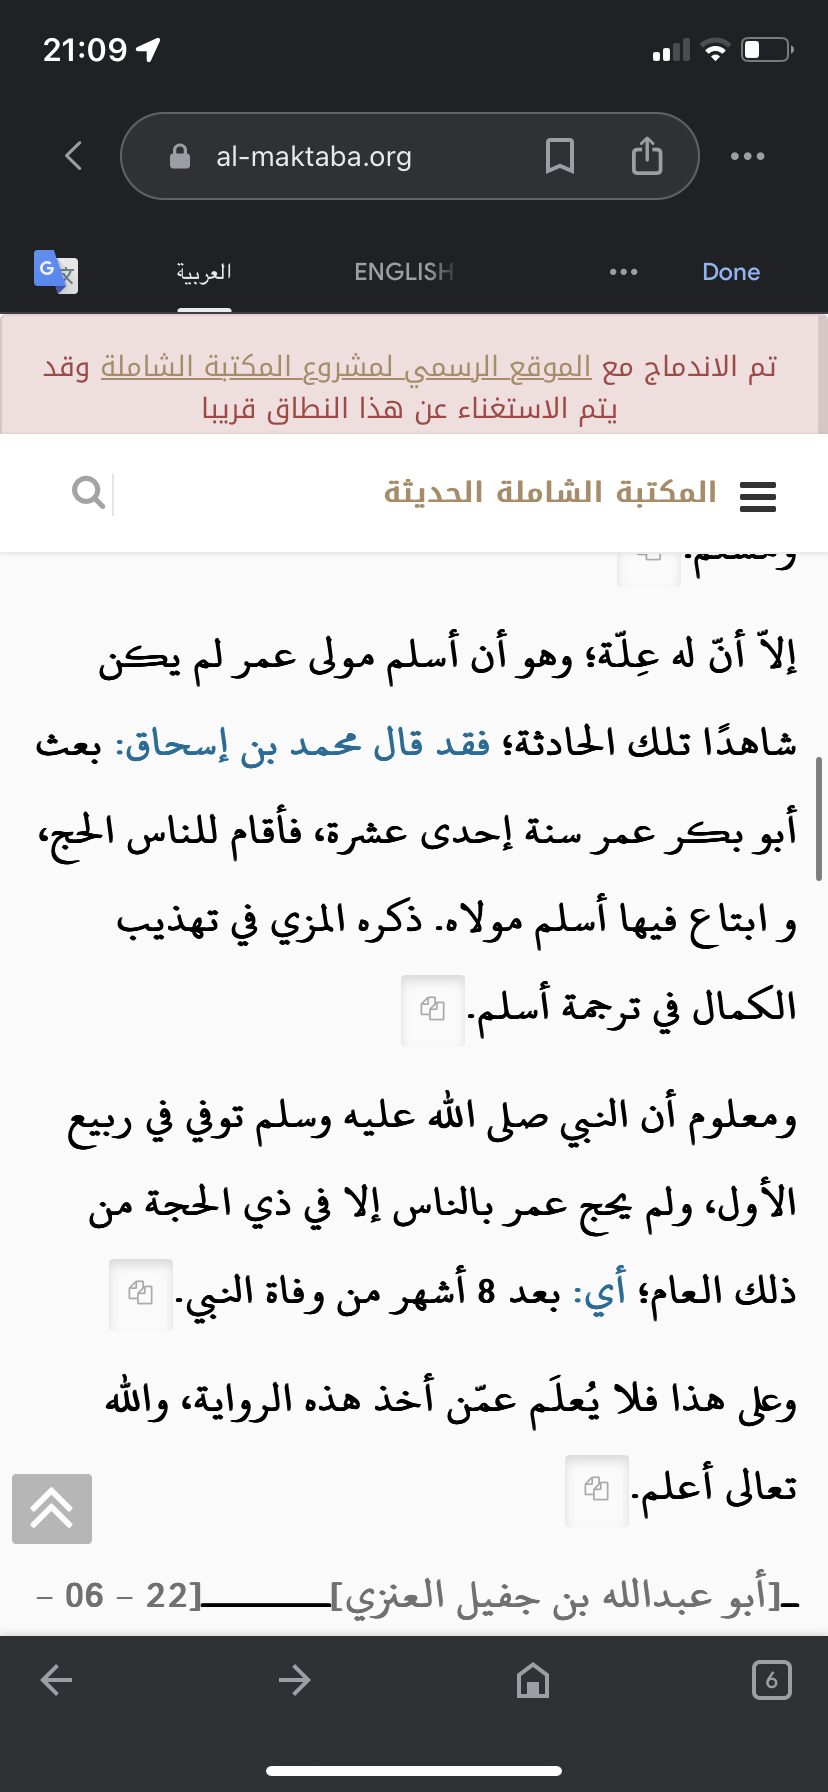 21:09
al-maktaba.org
العربية ENGLISH Done
تم الاندماج مع الموقع الرسمي لمشروع المكتبة الشاملة وقد
يتم الاستغناء عن هذا النطاق قريبا
المكتبة الشاملة الحديثة
إلاّ أنّ له عِلّة؛ وهو أن أسلم مولى عمر لم يكن
شاهدًا تلك الحادثة؛ فقد قال محمد بن إسحاق: بعث
أبو بكر عمر سنة إحدى عشرة، فأقام للناس الحج،
و ابتاع فيها أسلم مولاه. ذكره المزي في تهذيب
الكمال في ترجمة أسلم.
ومعلوم أن النبي صلى الله عليه وسلم توفي في ربيع
الأول، ولم يحج عمر بالناس إلا في ذي الحجة من
ذلك العام؛ أي: بعد 8 أشهر من وفاة النبي.
وعلى هذا فلا يُعلَم عمّن أخذ هذه الرواية، والله
تعالى أعلم.
ـ[أبو عبدالله بن جفيل العنزي]ــــــــ[22 - 06 -
6